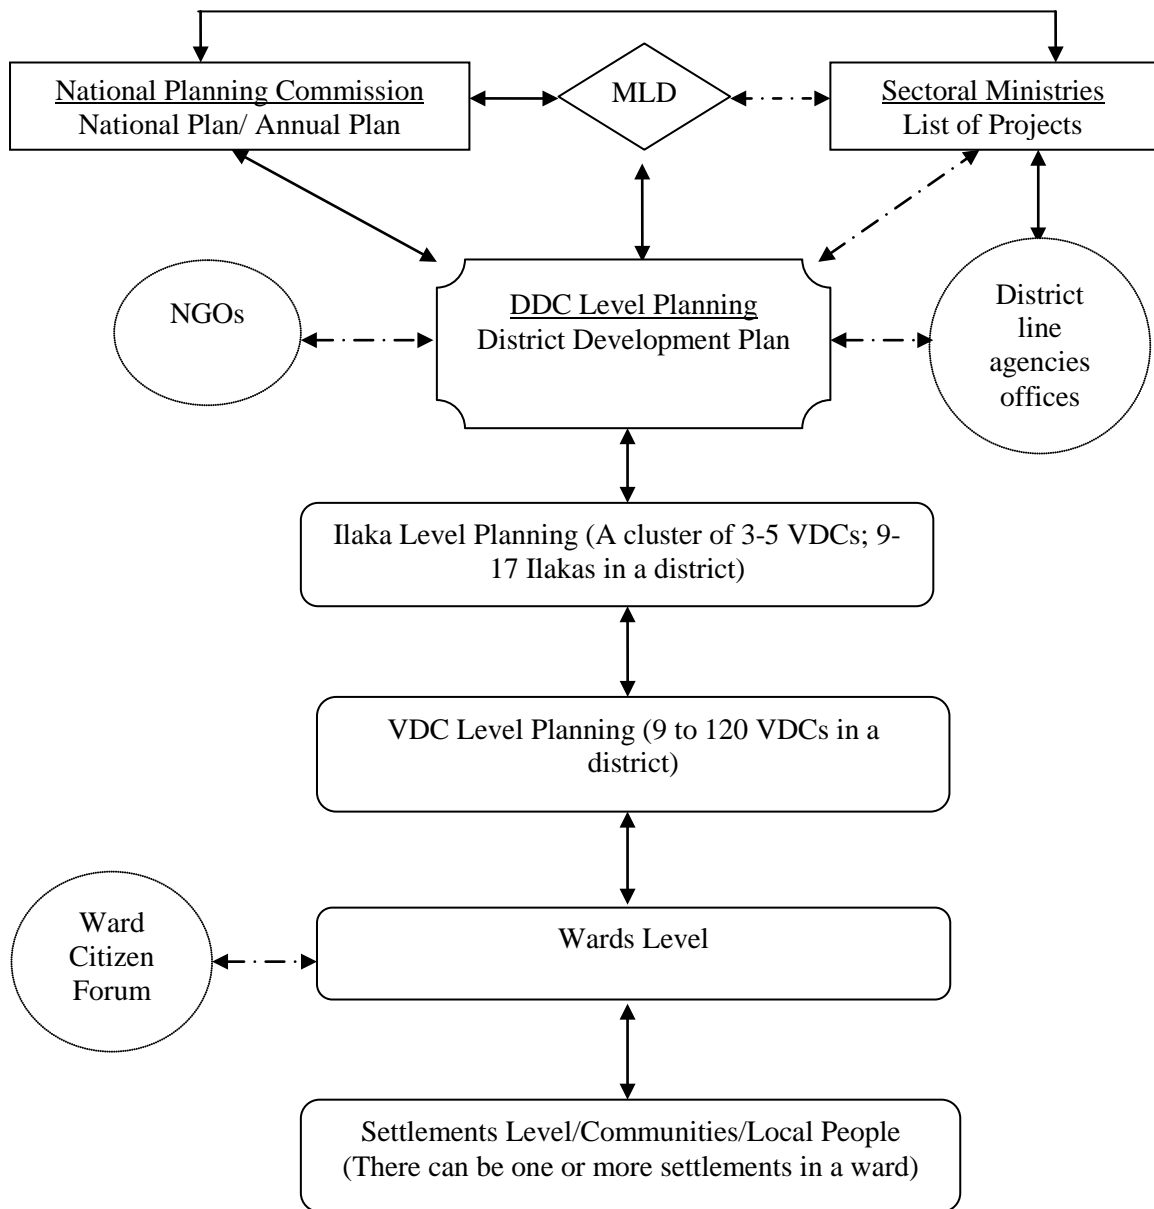 National Planning Commission
National Plan/ Annual Plan
MLD
Sectoral Ministries
List of Projects
NGOs
DDC Level Planning
District Development Plan
District
line
agencies
offices
Ilaka Level Planning (A cluster of 3-5 VDCs; 9-
17 Ilakas in a district)
VDC Level Planning (9 to 120 VDCs in a
district)
Ward
Citizen
Forum
Wards Level
Settlements Level/Communities/Local People
(There can be one or more settlements in a ward)